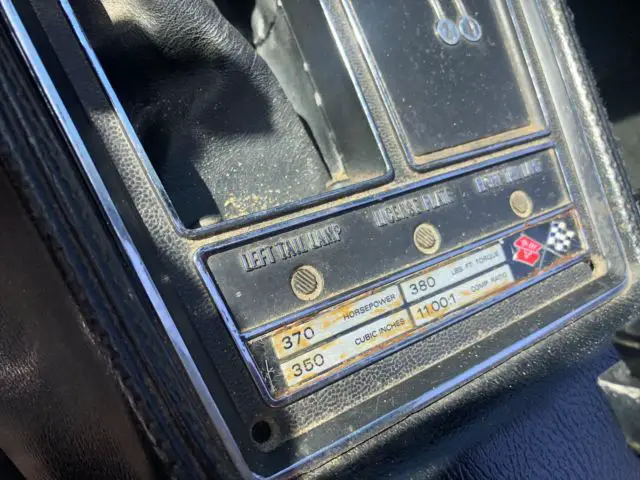 LEFT TAIL LAMP
LICENSE PLATE
370 HORSEPOWER
380 LBS. FT. TORQUE
350 CUBIC INCHES
11.00:1 COMP. RATIO